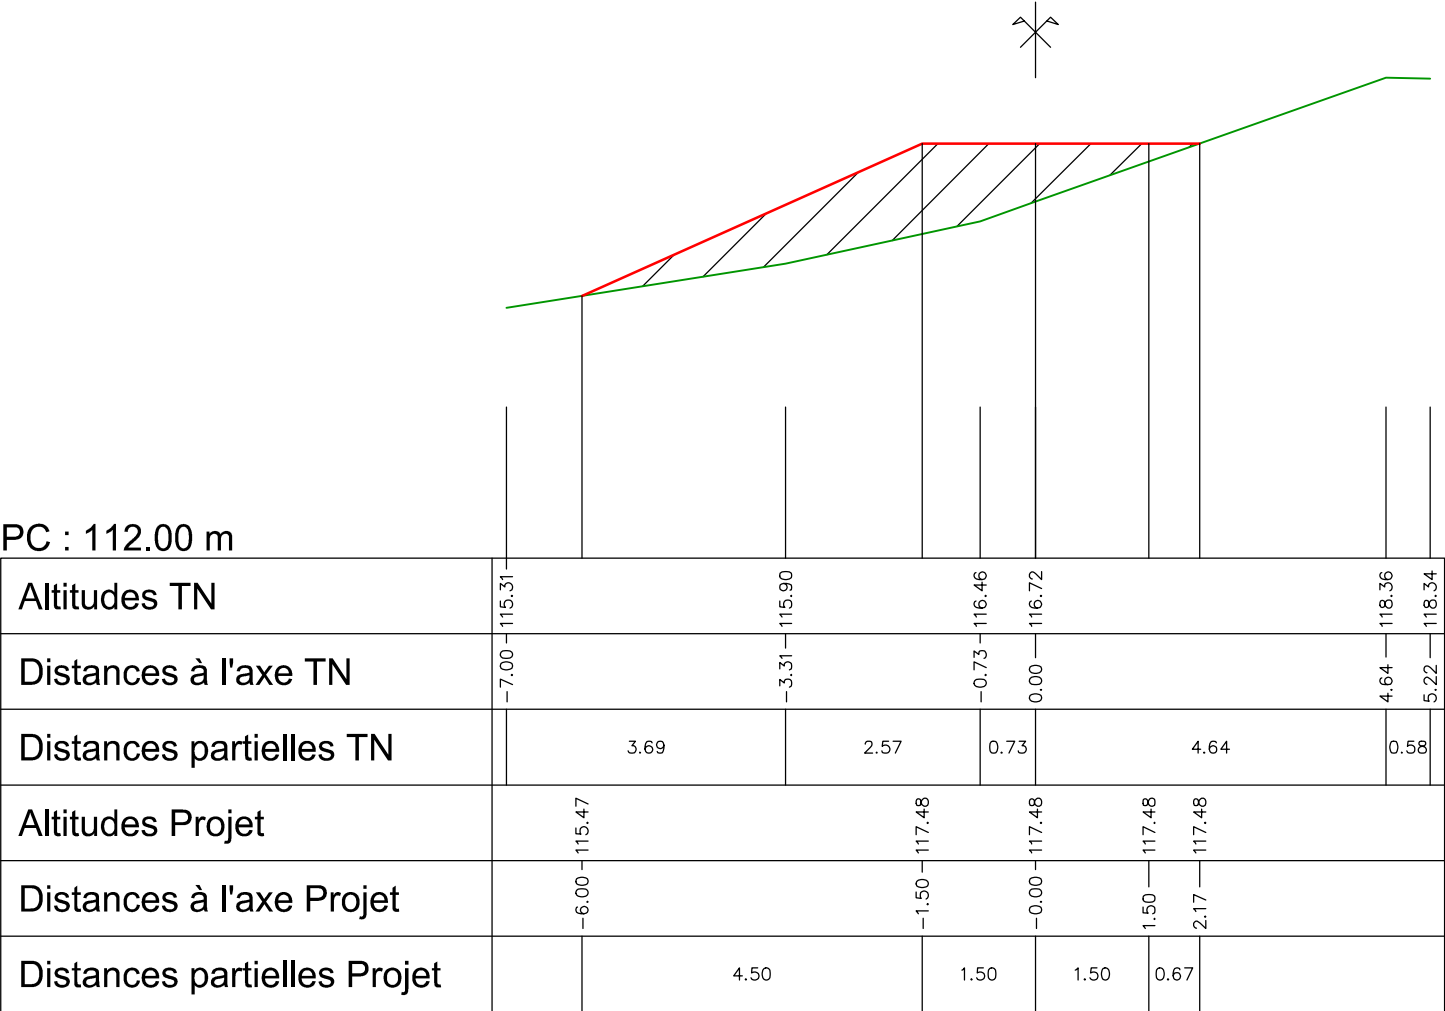 PC : 112.00 m
Altitudes TN 115.31 115.90 116.46 116.72 118.36 118.34
Distances à l'axe TN -7.00 -3.31 -0.73 0.00 4.64 5.22
Distances partielles TN 3.69 2.57 0.73 4.64 0.58
Altitudes Projet 115.47 117.48 117.48 117.48 117.48
Distances à l'axe Projet -6.00 -1.50 -0.00 1.50 2.17
Distances partielles Projet 4.50 1.50 1.50 0.67